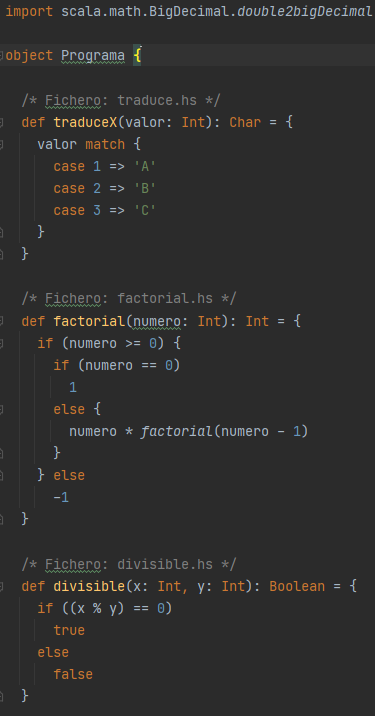 import scala.math.BigDecimal.double2bigDecimal
object Programa {
/* Fichero: traduce.hs */
def traduceX(valor: Int): Char = {
valor match {
case 1 => 'A'
case 2 => 'B'
case 3 => 'C'
}
}
/* Fichero: factorial.hs */
def factorial(numero: Int): Int = {
if (numero >= 0) {
if (numero == 0)
1
else {
numero * factorial(numero - 1)
}
} else
-1
}
/* Fichero: divisible.hs */
def divisible(x: Int, y: Int): Boolean = {
if ((x % y) == 0)
true
else
false
}